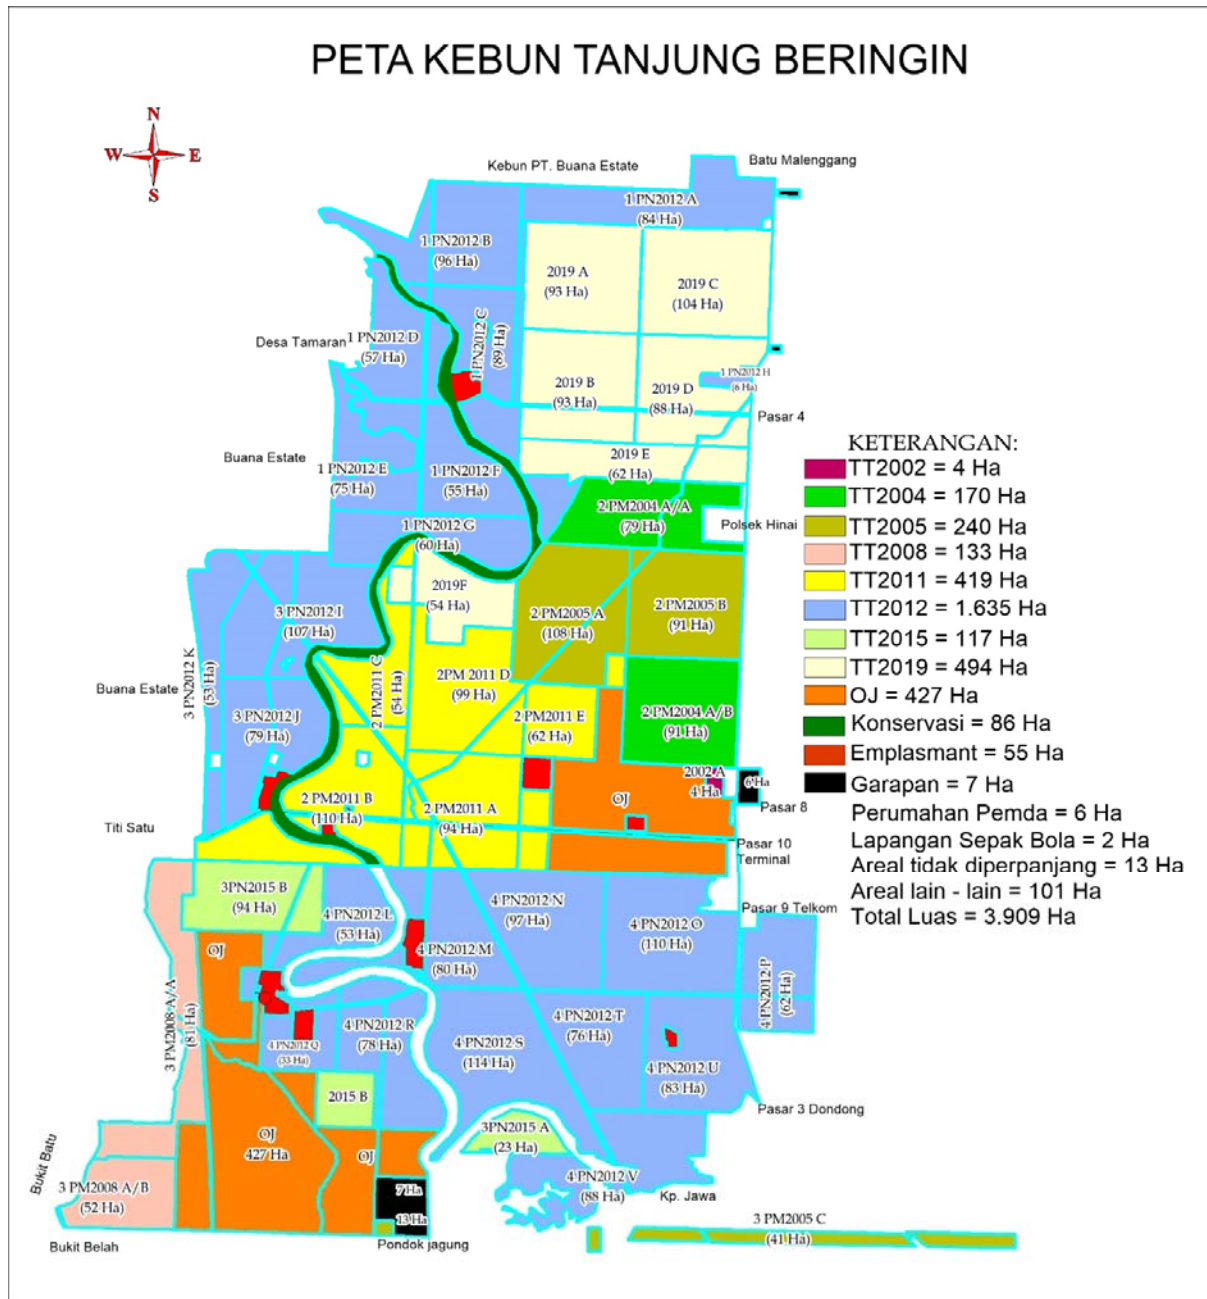 PETA KEBUN TANJUNG BERINGIN
N
W E
S
Kebun PT. Buana Estate
Batu Malenggang
1 PN2012 A
(84 Ha)
1 PN2012 B
(96 Ha)
2019 A
(93 Ha)
2019 C
(104 Ha)
Desa Tamaran
1 PN2012 D
(57 Ha)
1 PN2012 C
(89 Ha)
1 PN2012 H
(6 Ha)
2019 B
(93 Ha)
2019 D
(88 Ha)
Pasar 4
Buana Estate
1 PN2012 E
(75 Ha)
1 PN2012 F
(55 Ha)
2019 E
(62 Ha)
2 PM2004 A/A
(79 Ha)
Polsek Hinai
1 PN2012 G
(60 Ha)
2019F
(54 Ha)
3 PN2012 I
(107 Ha)
2 PM2005 A
(108 Ha)
2 PM2005 B
(91 Ha)
Buana Estate
3 PN2012 K
(53 Ha)
3 PN2012 J
(79 Ha)
2 PM2011 C
(54 Ha)
2PM 2011 D
(99 Ha)
2 PM2011 E
(62 Ha)
2 PM2004 A/B
(91 Ha)
2002 A
4 Ha
6 Ha
Pasar 8
OJ
Titi Satu
2 PM2011 B
(110 Ha)
2 PM2011 A
(94 Ha)
Pasar 10
Terminal
3PN2015 B
(94 Ha)
4 PN2012 L
(53 Ha)
4 PN2012 N
(97 Ha)
4 PN2012 O
(110 Ha)
Pasar 9 Telkom
OJ
4 PN2012 M
(80 Ha)
4 PN2012 P
(62 Ha)
3 PM2008 A/A
(81 Ha)
4 PN2012 Q
(33 Ha)
4 PN2012 R
(78 Ha)
4 PN2012 S
(114 Ha)
4 PN2012 T
(76 Ha)
4 PN2012 U
(83 Ha)
2015 B
Pasar 3 Dondong
3PN2015 A
(23 Ha)
OJ
427 Ha
OJ
Bukit Batu
3 PM2008 A/B
(52 Ha)
7 Ha
13 Ha
4 PN2012 V
(88 Ha)
Kp. Jawa
3 PM2005 C
(41 Ha)
Bukit Belah
Pondok jagung
KETERANGAN:
TT2002 = 4 Ha
TT2004 = 170 Ha
TT2005 = 240 Ha
TT2008 = 133 Ha
TT2011 = 419 Ha
TT2012 = 1.635 Ha
TT2015 = 117 Ha
TT2019 = 494 Ha
OJ = 427 Ha
Konservasi = 86 Ha
Emplasmant = 55 Ha
Garapan = 7 Ha
Perumahan Pemda = 6 Ha
Lapangan Sepak Bola = 2 Ha
Areal tidak diperpanjang = 13 Ha
Areal lain - lain = 101 Ha
Total Luas = 3.909 Ha